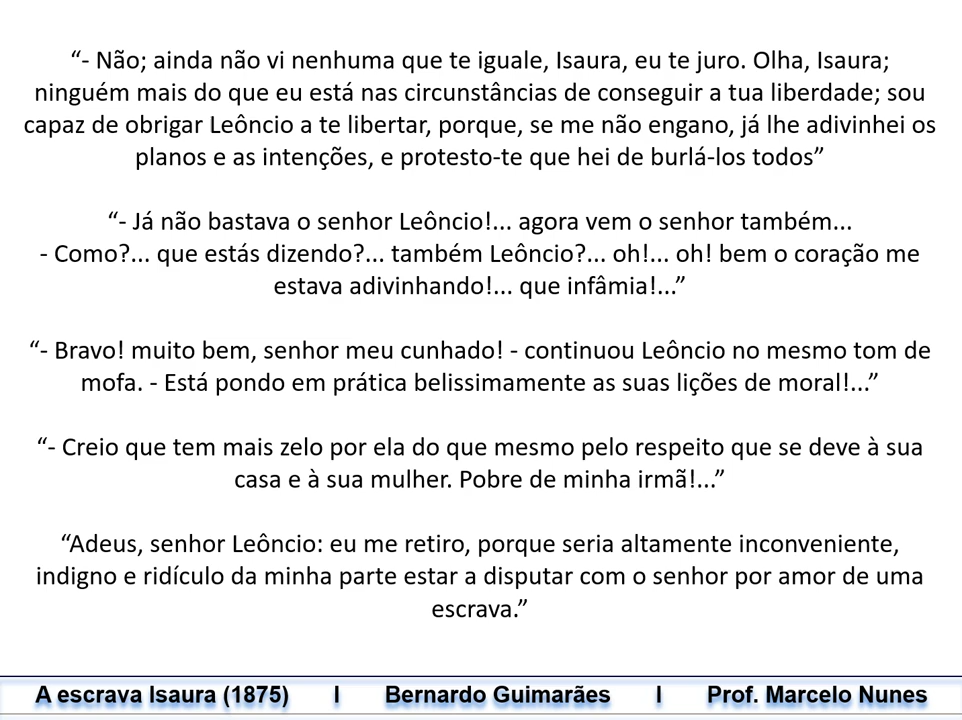 “- Não; ainda não vi nenhuma que te iguale, Isaura, eu te juro. Olha, Isaura;
ninguém mais do que eu está nas circunstâncias de conseguir a tua liberdade; sou
capaz de obrigar Leôncio a te libertar, porque, se me não engano, já lhe adivinhei os
planos e as intenções, e protesto-te que hei de burlá-los todos”
“- Já não bastava o senhor Leôncio!... agora vem o senhor também...
- Como?... que estás dizendo?... também Leôncio?... oh!... oh! bem o coração me
estava adivinhando!... que infâmia!...”
“- Bravo! muito bem, senhor meu cunhado! - continuou Leôncio no mesmo tom de
mofa. - Está pondo em prática belissimamente as suas lições de moral!...”
“- Creio que tem mais zelo por ela do que mesmo pelo respeito que se deve à sua
casa e à sua mulher. Pobre de minha irmã!...”
“Adeus, senhor Leôncio: eu me retiro, porque seria altamente inconveniente,
indigno e ridículo da minha parte estar a disputar com o senhor por amor de uma
escrava.”
A escrava Isaura (1875) I Bernardo Guimarães I Prof. Marcelo Nunes